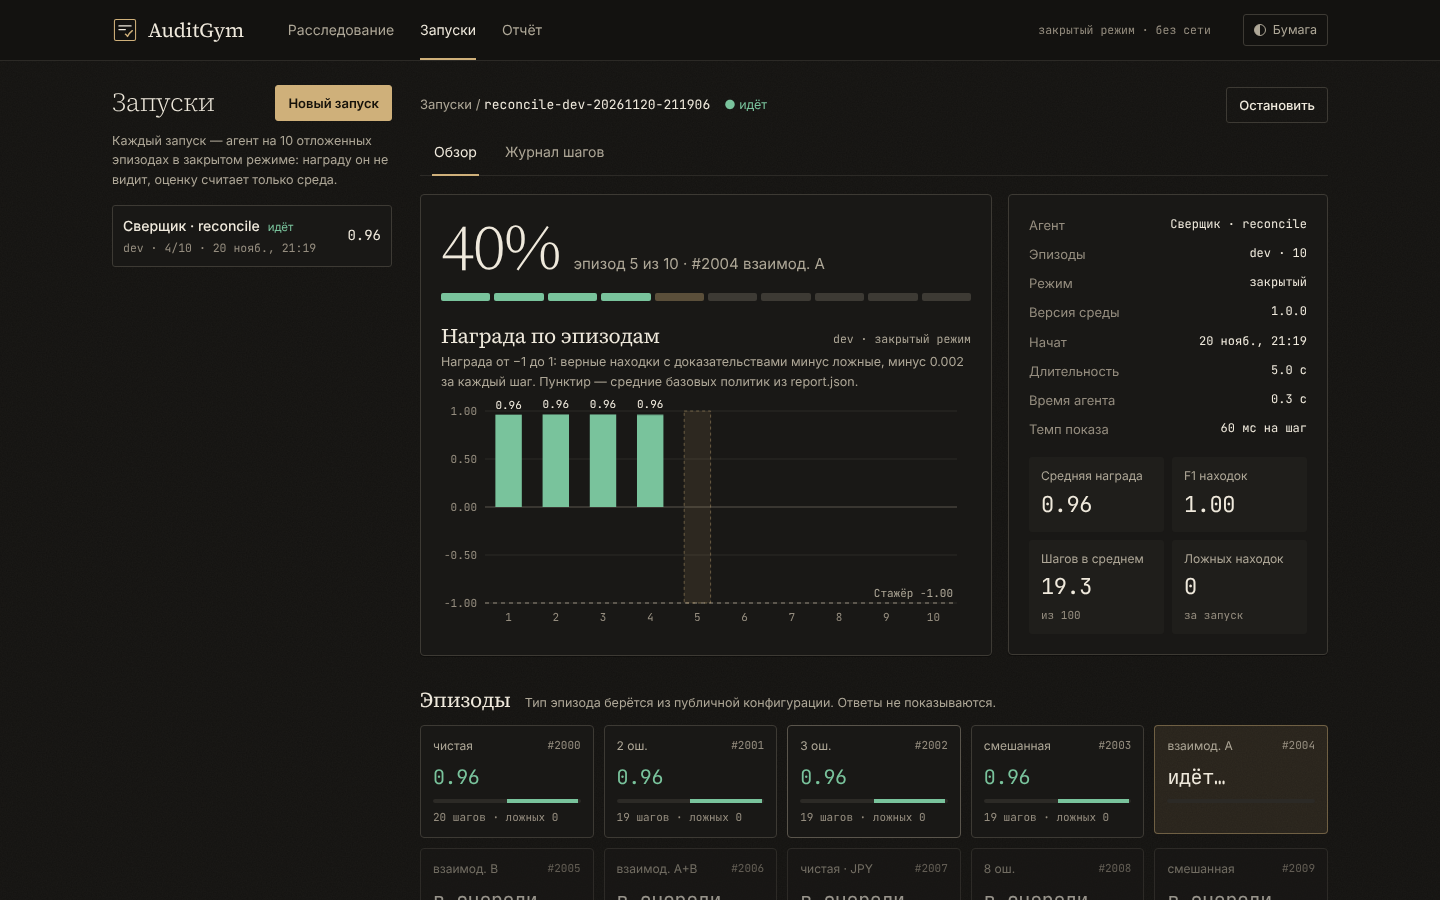 AuditGym
Расследование
Запуски
Отчёт
закрытый режим · без сети
Бумага
Запуски
Новый запуск
Каждый запуск — агент на 10 отложенных
эпизодах в закрытом режиме: награду он не
видит, оценку считает только среда.
Сверщик · reconcile идёт
0.96
dev · 4/10 · 20 нояб., 21:19
Запуски / reconcile-dev-20261120-211906
идёт
Остановить
Обзор
Журнал шагов
40%
эпизод 5 из 10 · #2004 взаимод. A
Награда по эпизодам
dev · закрытый режим
Награда от −1 до 1: верные находки с доказательствами минус ложные, минус 0.002
за каждый шаг. Пунктир — средние базовых политик из report.json.
0.96 0.96 0.96 0.96
1.00
0.50
0.00
-0.50
-1.00
Стажёр -1.00
1 2 3 4 5 6 7 8 9 10
Агент Сверщик · reconcile
Эпизоды dev · 10
Режим закрытый
Версия среды 1.0.0
Начат 20 нояб., 21:19
Длительность 5.0 с
Время агента 0.3 с
Темп показа 60 мс на шаг
Средняя награда
0.96
F1 находок
1.00
Шагов в среднем
19.3
из 100
Ложных находок
0
за запуск
Эпизоды
Тип эпизода берётся из публичной конфигурации. Ответы не показываются.
чистая #2000
0.96
20 шагов · ложных 0
2 ош. #2001
0.96
19 шагов · ложных 0
3 ош. #2002
0.96
19 шагов · ложных 0
смешанная #2003
0.96
19 шагов · ложных 0
взаимод. A #2004
идёт…
взаимод. B #2005
в очереди
взаимод. A+B #2006
в очереди
чистая · JPY #2007
в очереди
8 ош. #2008
в очереди
смешанная #2009
в очереди